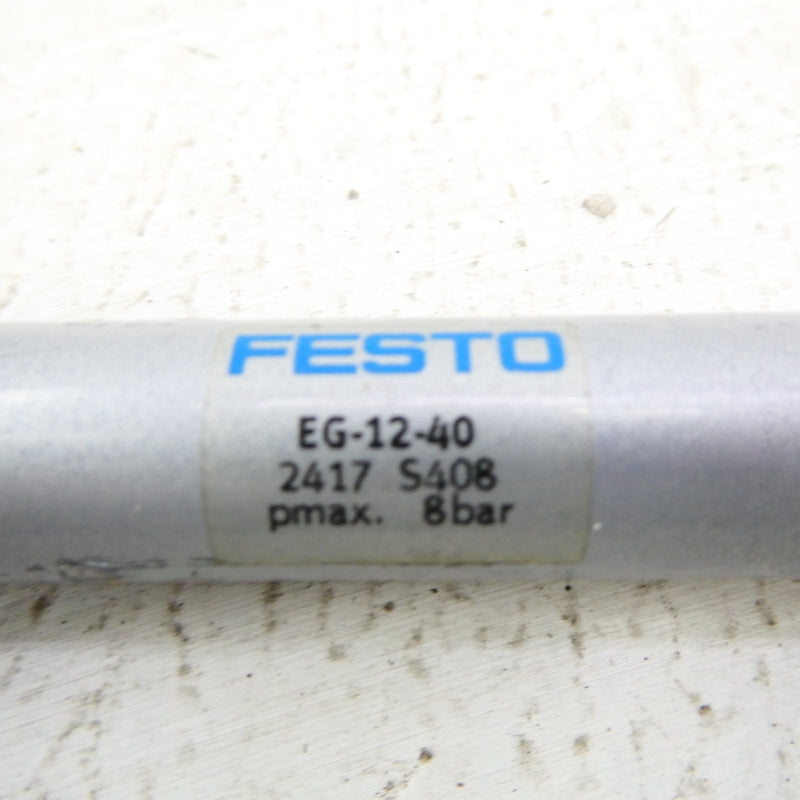 FESTO
EG-12-40
2417 S408
pmax. 8bar